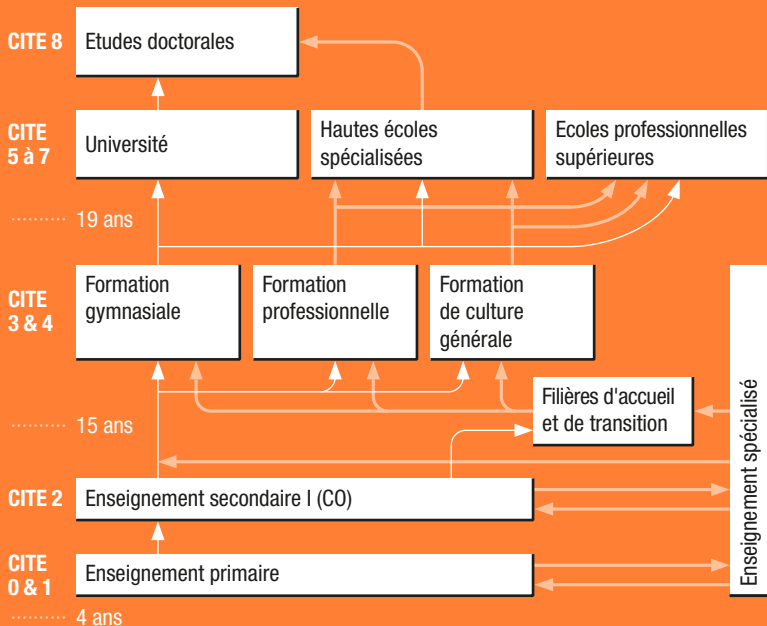 CITE 8
Etudes doctorales
CITE
5 à 7
Université
Hautes écoles
spécialisées
Ecoles professionnelles
supérieures
19 ans
CITE
3 & 4
Formation
gymnasiale
Formation
professionnelle
Formation
de culture
générale
Filières d'accueil
et de transition
15 ans
Enseignement spécialisé
CITE 2
Enseignement secondaire I (CO)
CITE
0 & 1
Enseignement primaire
4 ans